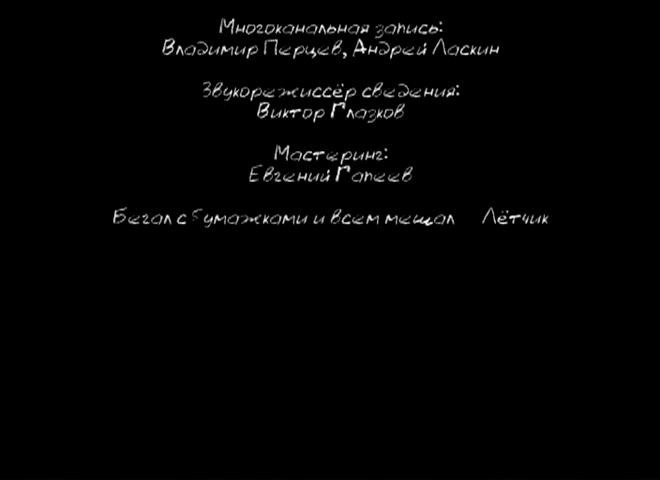 Многоканальная запись:
Владимир Перцев, Андрей Ласкин
Звукорежиссёр сведения:
Виктор Глазков
Мастеринг:
Евгений Гапеев
Бегал с бумажками и всем мешал Лётчик